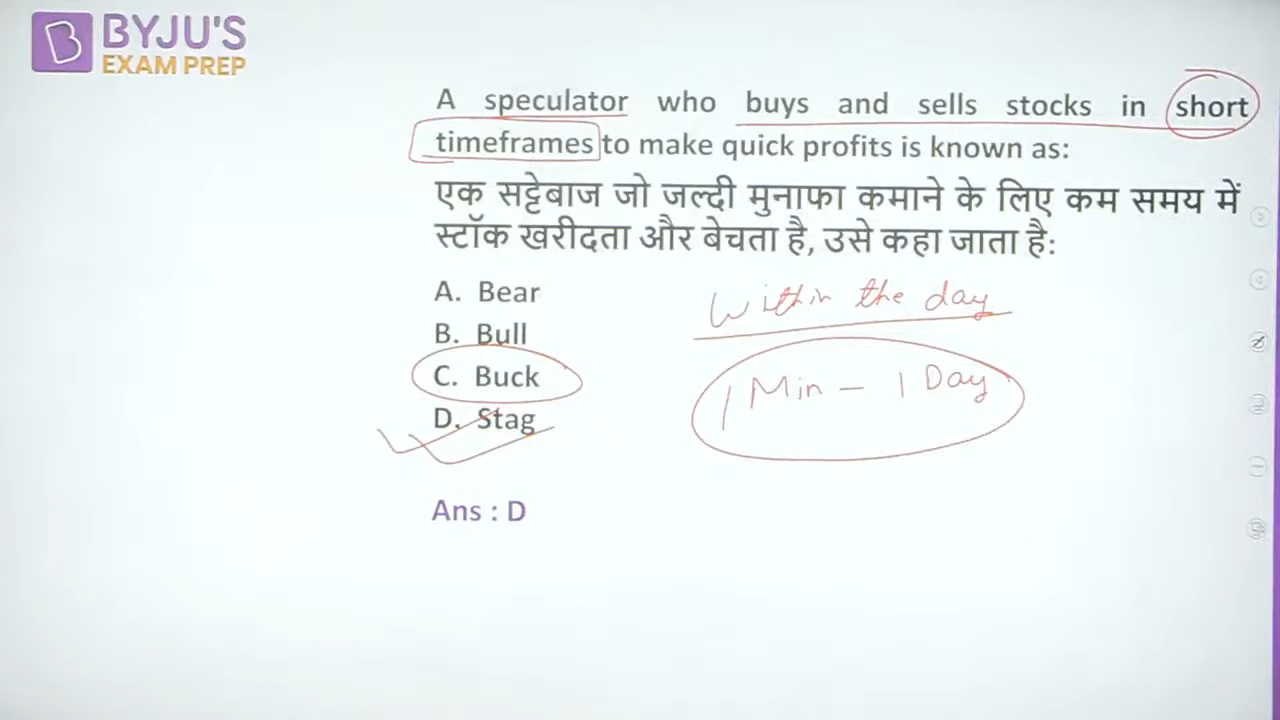 BYJU'S
EXAM PREP
A speculator who buys and sells stocks in short
timeframes to make quick profits is known as:
एक सट्टेबाज जो जल्दी मुनाफा कमाने के लिए कम समय में
स्टॉक खरीदता और बेचता है, उसे कहा जाता है:
A. Bear
B. Bull
C. Buck
D. Stag
Within the day
1 Min – 1 Day
Ans : D